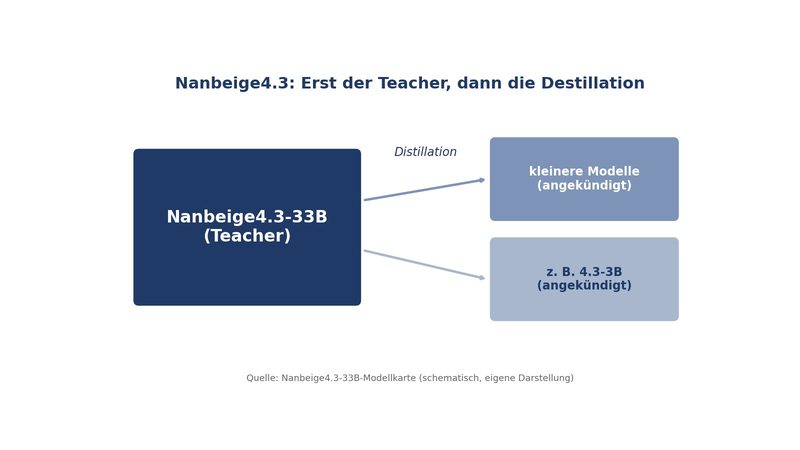 Nanbeige4.3: Erst der Teacher, dann die Destillation
Nanbeige4.3-33B
(Teacher)
Distillation
kleinere Modelle
(angekündigt)
z. B. 4.3-3B
(angekündigt)
Quelle: Nanbeige4.3-33B-Modellkarte (schematisch, eigene Darstellung)